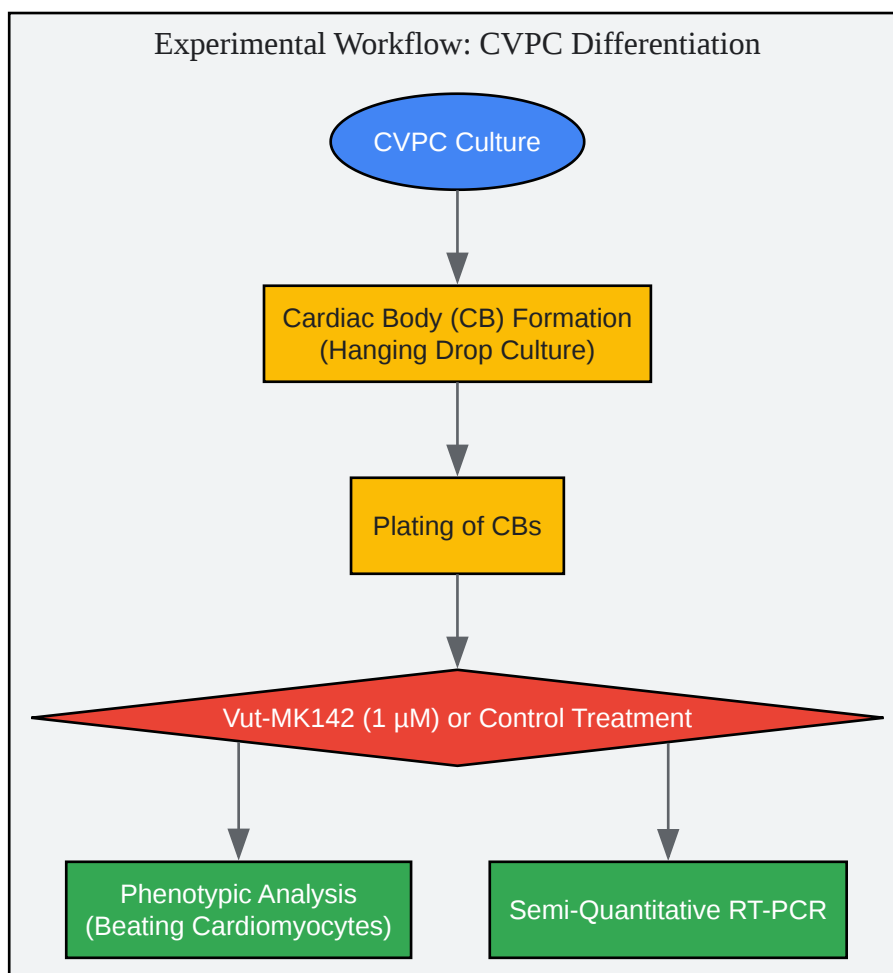 Experimental Workflow: CVPC Differentiation
CVPC Culture
Cardiac Body (CB) Formation
(Hanging Drop Culture)
Plating of CBs
Vut-MK142 (1 µM) or Control Treatment
Phenotypic Analysis
(Beating Cardiomyocytes)
Semi-Quantitative RT-PCR